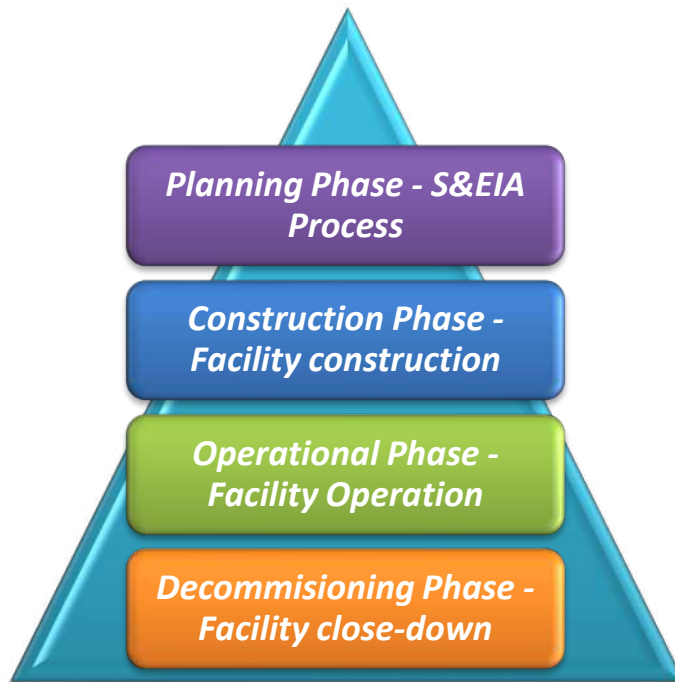 Planning Phase - S&EIA
Process
Construction Phase -
Facility construction
Operational Phase -
Facility Operation
Decommisioning Phase -
Facility close-down